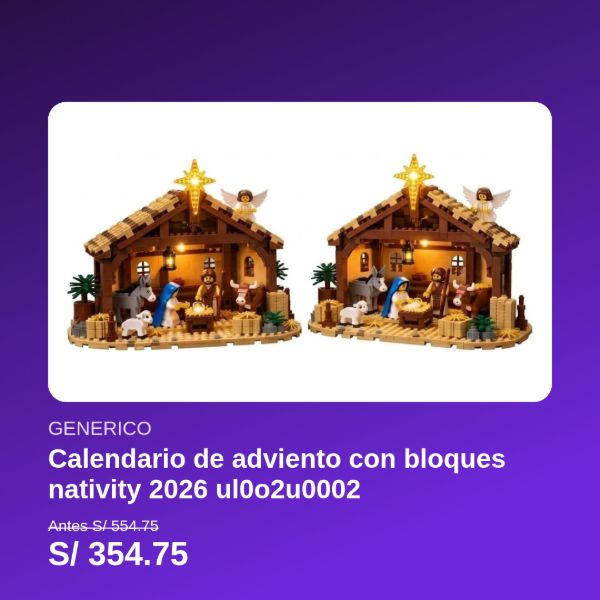 GENERICO
Calendario de adviento con bloques
nativity 2026 ul0o2u0002
Antes S/ 554.75
S/ 354.75